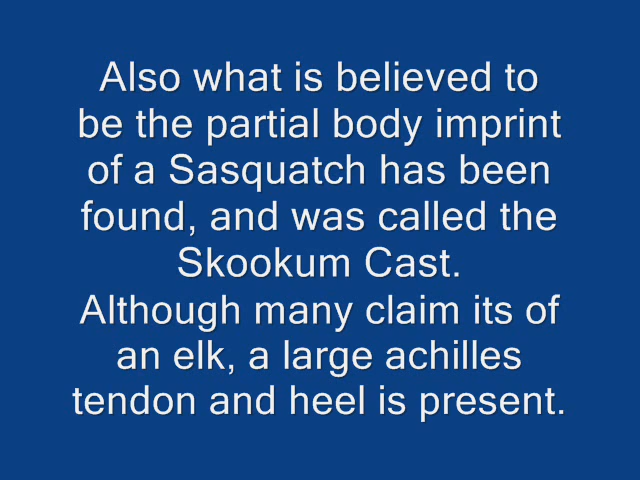 Also what is believed to
be the partial body imprint
of a Sasquatch has been
found, and was called the
Skookum Cast.
Although many claim its of
an elk, a large achilles
tendon and heel is present.